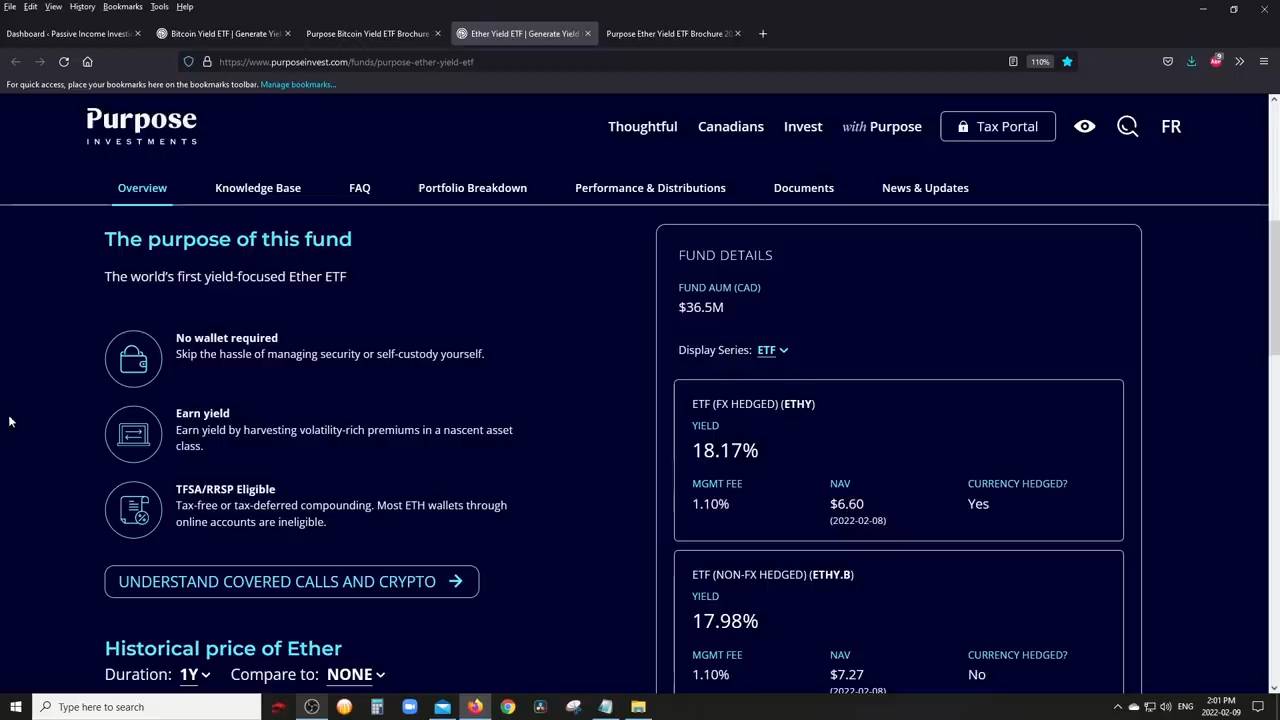 File Edit View History Bookmarks Tools Help
Dashboard ‹ Passive Income Investi
Bitcoin Yield ETF | Generate Yiel
Purpose Bitcoin Yield ETF Brochure
Ether Yield ETF | Generate Yield
Purpose Ether Yield ETF Brochure 20
https://www.purposeinvest.com/funds/purpose-ether-yield-etf
110%
9
For quick access, place your bookmarks here on the bookmarks toolbar. Manage bookmarks...
Purpose
INVESTMENTS
Thoughtful
Canadians
Invest
with Purpose
Tax Portal
FR
Overview
Knowledge Base
FAQ
Portfolio Breakdown
Performance & Distributions
Documents
News & Updates
The purpose of this fund
The world's first yield-focused Ether ETF
No wallet required
Skip the hassle of managing security or self-custody yourself.
Earn yield
Earn yield by harvesting volatility-rich premiums in a nascent asset
class.
TFSA/RRSP Eligible
Tax-free or tax-deferred compounding. Most ETH wallets through
online accounts are ineligible.
UNDERSTAND COVERED CALLS AND CRYPTO
Historical price of Ether
Duration: 1Y
Compare to: NONE
FUND DETAILS
FUND AUM (CAD)
$36.5M
Display Series: ETF
ETF (FX HEDGED) (ETHY)
YIELD
18.17%
MGMT FEE
NAV
CURRENCY HEDGED?
1.10%
$6.60
Yes
(2022-02-08)
ETF (NON-FX HEDGED) (ETHY.B)
YIELD
17.98%
MGMT FEE
NAV
CURRENCY HEDGED?
1.10%
$7.27
No
(2022-02-08)
Type here to search
ENG
2:01 PM
2022-02-09